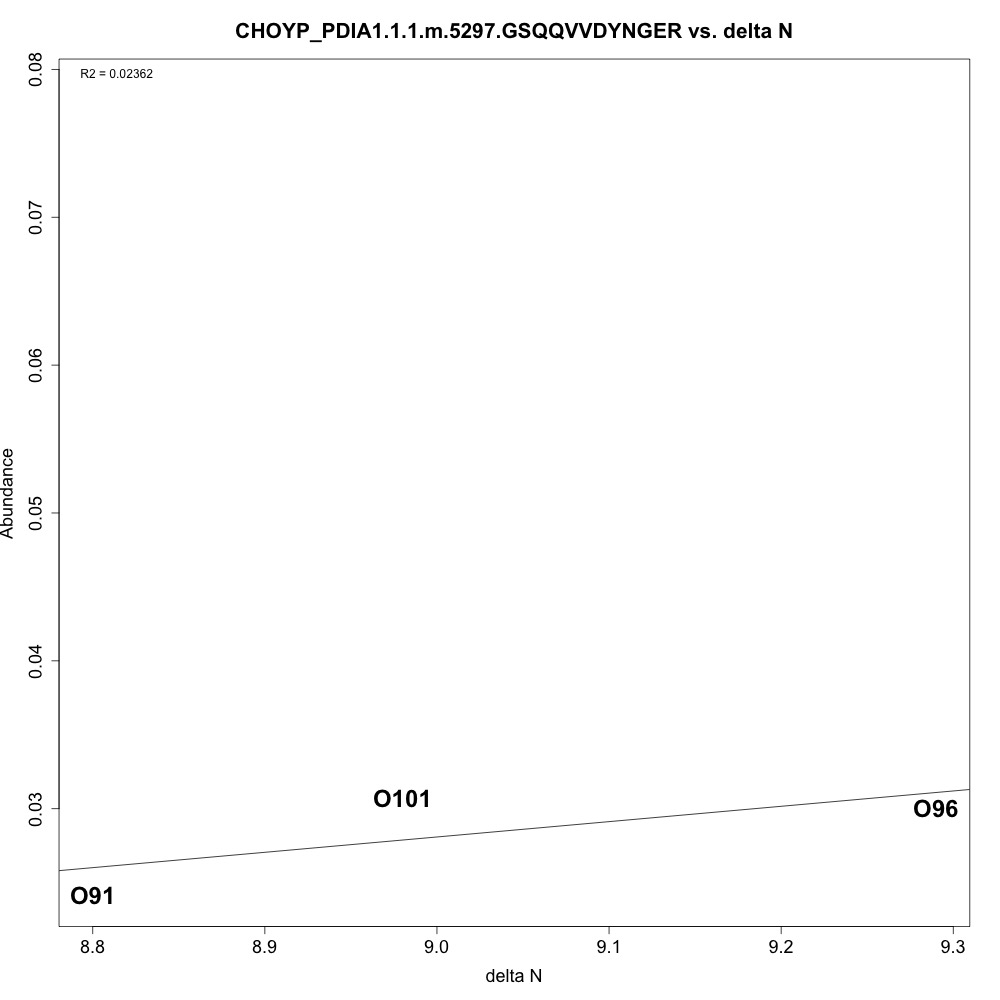 CHOYP_PDIA1.1.1.m.5297.GSQQVVDYNGER vs. delta N
R2 = 0.02362
0.08
0.07
0.06
0.05
0.04
0.03
Abundance
O101
O96
O91
8.8 8.9 9.0 9.1 9.2 9.3
delta N